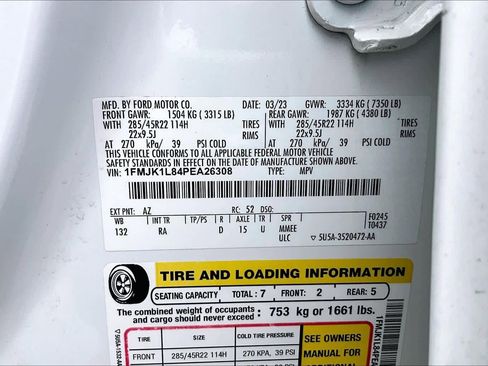 MFD. BY FORD MOTOR CO. 03/23 GVWR: 3334 KG ( 7350 LB)
FRONT GAWR: 1504 KG ( 3315 LB) REAR GAWR: 1987 KG ( 4380 LB)
WITH 285/45R22 114H TIRES WITH 285/45R22 114H TIRES
22x9.5J RIMS 22x9.5J RIMS
AT 270 kPa/ 39 PSI COLD AT 270 kPa/ 39 PSI COLD
THIS VEHICLE CONFORMS TO ALL APPLICABLE FEDERAL MOTOR VEHICLE
SAFETY STANDARDS IN EFFECT ON THE DATE OF MANUFACTURE SHOWN ABOVE.
VIN: 1FMJK1L84PEA26308 TYPE: MPV
EXT PNT: AZ RC: 52 DSO: F0245
WB INT TR TP/PS R AXLE TR SPR T0437
132 RA D 15 U MMEE
ULC ▽ 5U5A-3520472-AA
TIRE AND LOADING INFORMATION
SEATING CAPACITY TOTAL : 7 FRONT: 2 REAR: 5
The combined weight of occupants and cargo should never exceed: 753 kg or 1661 lbs.
TIRE SIZE COLD TIRE PRESSURE SEE OWNERS
FRONT 285/45R22 114H 270 KPA, 39 PSI MANUAL FOR